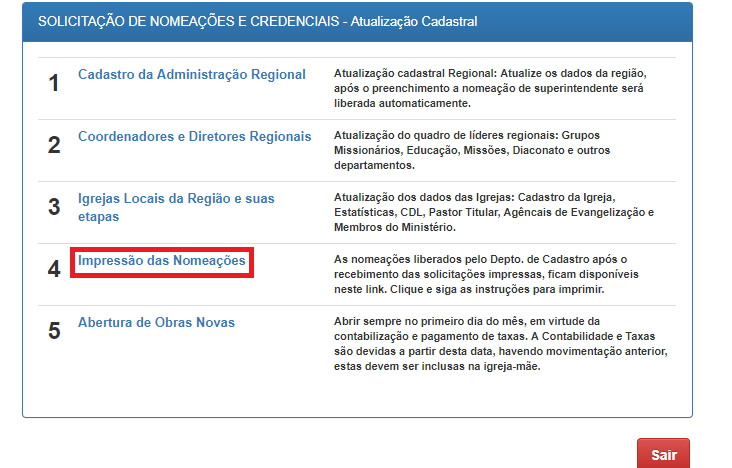 SOLICITAÇÃO DE NOMEAÇÕES E CREDENCIAIS - Atualização Cadastral
1
Cadastro da Administração Regional
Atualização cadastral Regional: Atualize os dados da região,
após o preenchimento a nomeação de superintendente será
liberada automaticamente.
2
Coordenadores e Diretores Regionais
Atualização do quadro de líderes regionais: Grupos
Missionários, Educação, Missões, Diaconato e outros
departamentos.
3
Igrejas Locais da Região e suas
etapas
Atualização dos dados das Igrejas: Cadastro da Igreja,
Estatísticas, CDL, Pastor Titular, Agêncais de Evangelização e
Membros do Ministério.
4
Impressão das Nomeações
As nomeações liberados pelo Depto. de Cadastro após o
recebimento das solicitações impressas, ficam disponíveis
neste link. Clique e siga as instruções para imprimir.
5
Abertura de Obras Novas
Abrir sempre no primeiro dia do mês, em virtude da
contabilização e pagamento de taxas. A Contabilidade e Taxas
são devidas a partir desta data, havendo movimentação anterior,
estas devem ser inclusas na igreja-mãe.
Sair